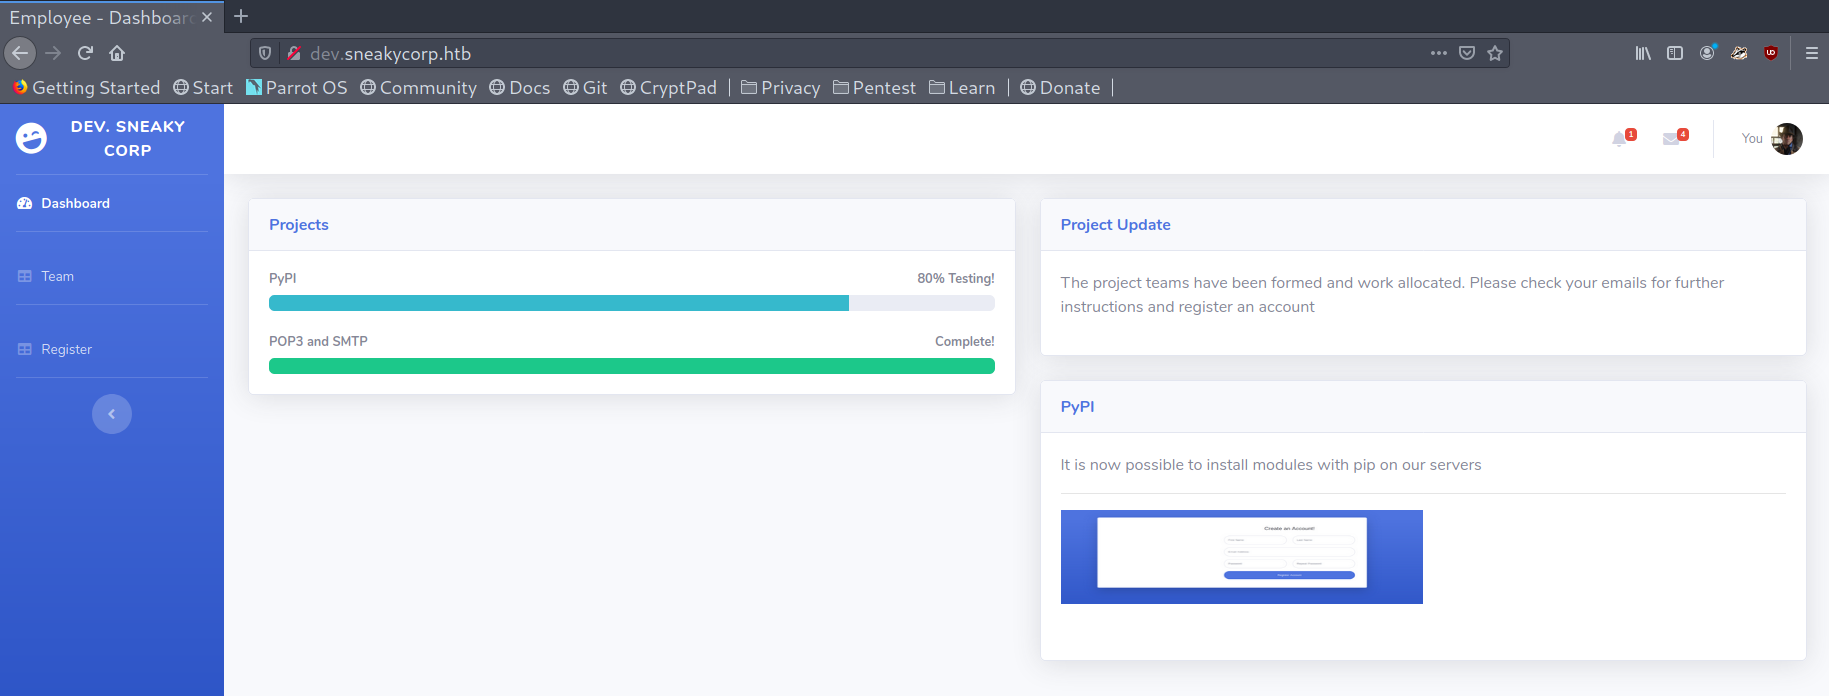 Employee - Dashboard
dev.sneakycorp.htb
Getting Started
Start
Parrot OS
Community
Docs
Git
CryptPad
Privacy
Pentest
Learn
Donate
DEV. SNEAKY
CORP
1
4
You
Dashboard
Team
Register
Projects
PyPI
80% Testing!
POP3 and SMTP
Complete!
Project Update
The project teams have been formed and work allocated. Please check your emails for further
instructions and register an account
PyPI
It is now possible to install modules with pip on our servers
Create an Account!